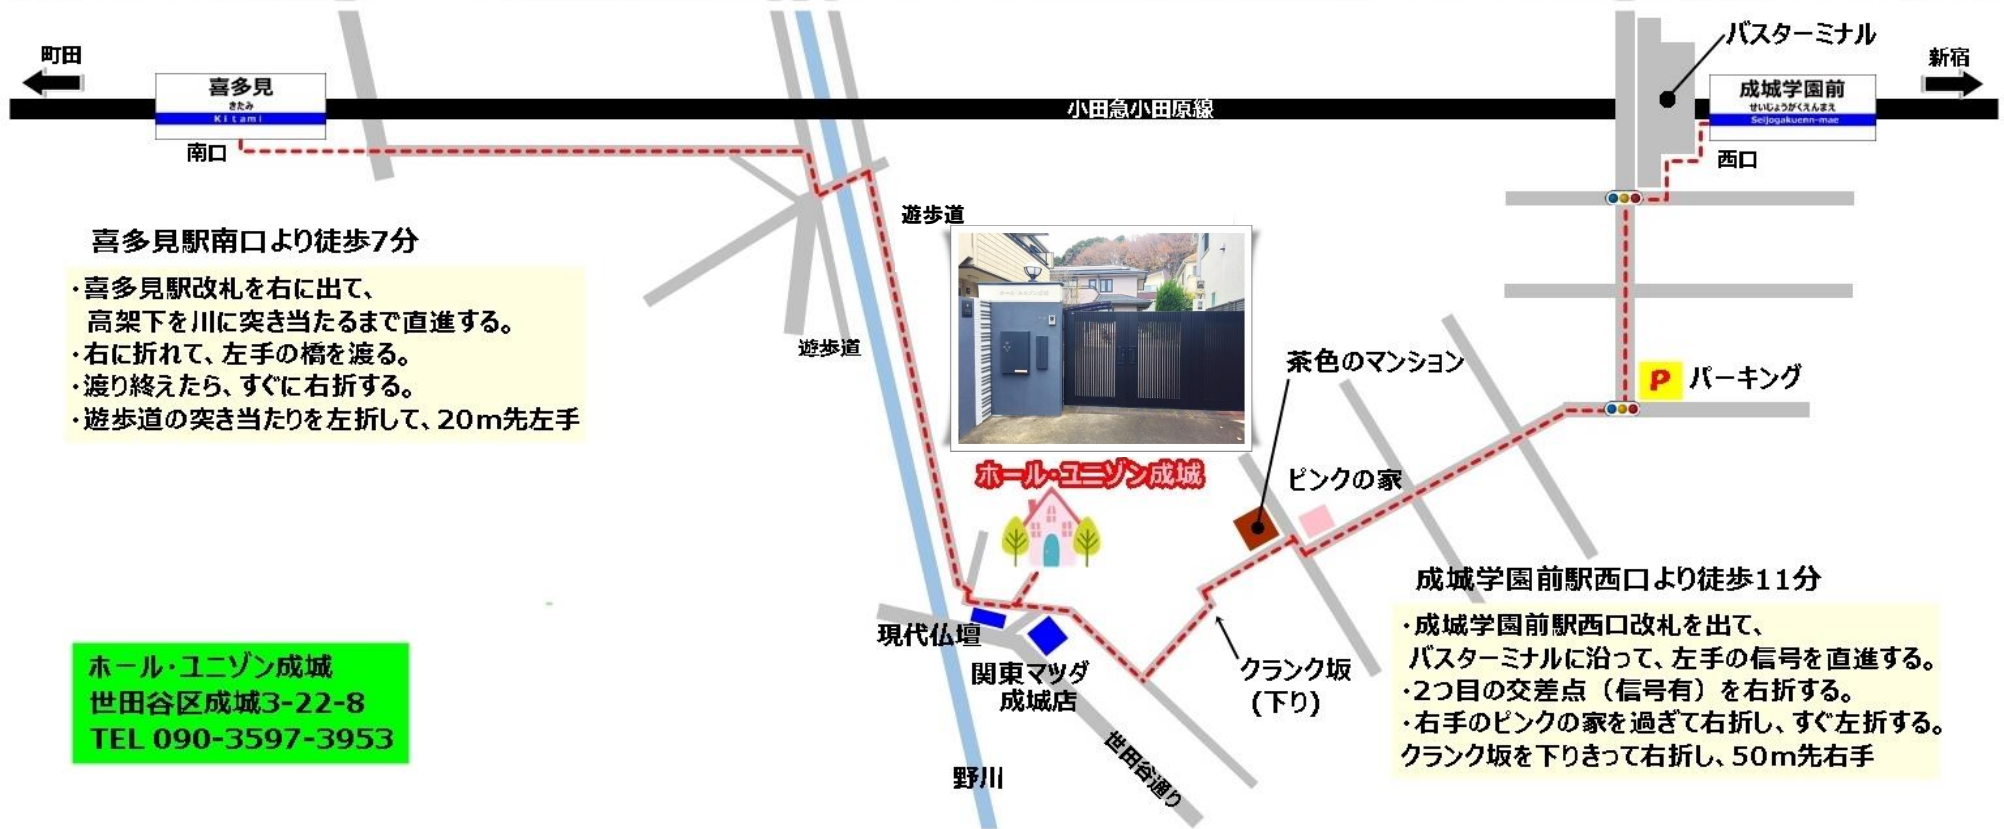 町田
喜多見
きたみ
Kitami
南口
小田急小田原線
バスターミナル
新宿
成城学園前
せいじょうがくえんまえ
Seijogakuenn-mae
西口
喜多見駅南口より徒歩7分
・喜多見駅改札を右に出て、
高架下を川に突き当たるまで直進する。
・右に折れて、左手の橋を渡る。
・渡り終えたら、すぐに右折する。
・遊歩道の突き当たりを左折して、20m先左手
遊歩道
遊歩道
茶色のマンション
P パーキング
ホール・ユニゾン成城
ピンクの家
現代仏壇
関東マツダ
成城店
クランク坂
(下り)
世田谷通り
野川
成城学園前駅西口より徒歩11分
・成城学園前駅西口改札を出て、
バスターミナルに沿って、左手の信号を直進する。
・2つ目の交差点（信号有）を右折する。
・右手のピンクの家を過ぎて右折し、すぐ左折する。
クランク坂を下りきって右折し、50m先右手
ホール・ユニゾン成城
世田谷区成城3-22-8
TEL 090-3597-3953